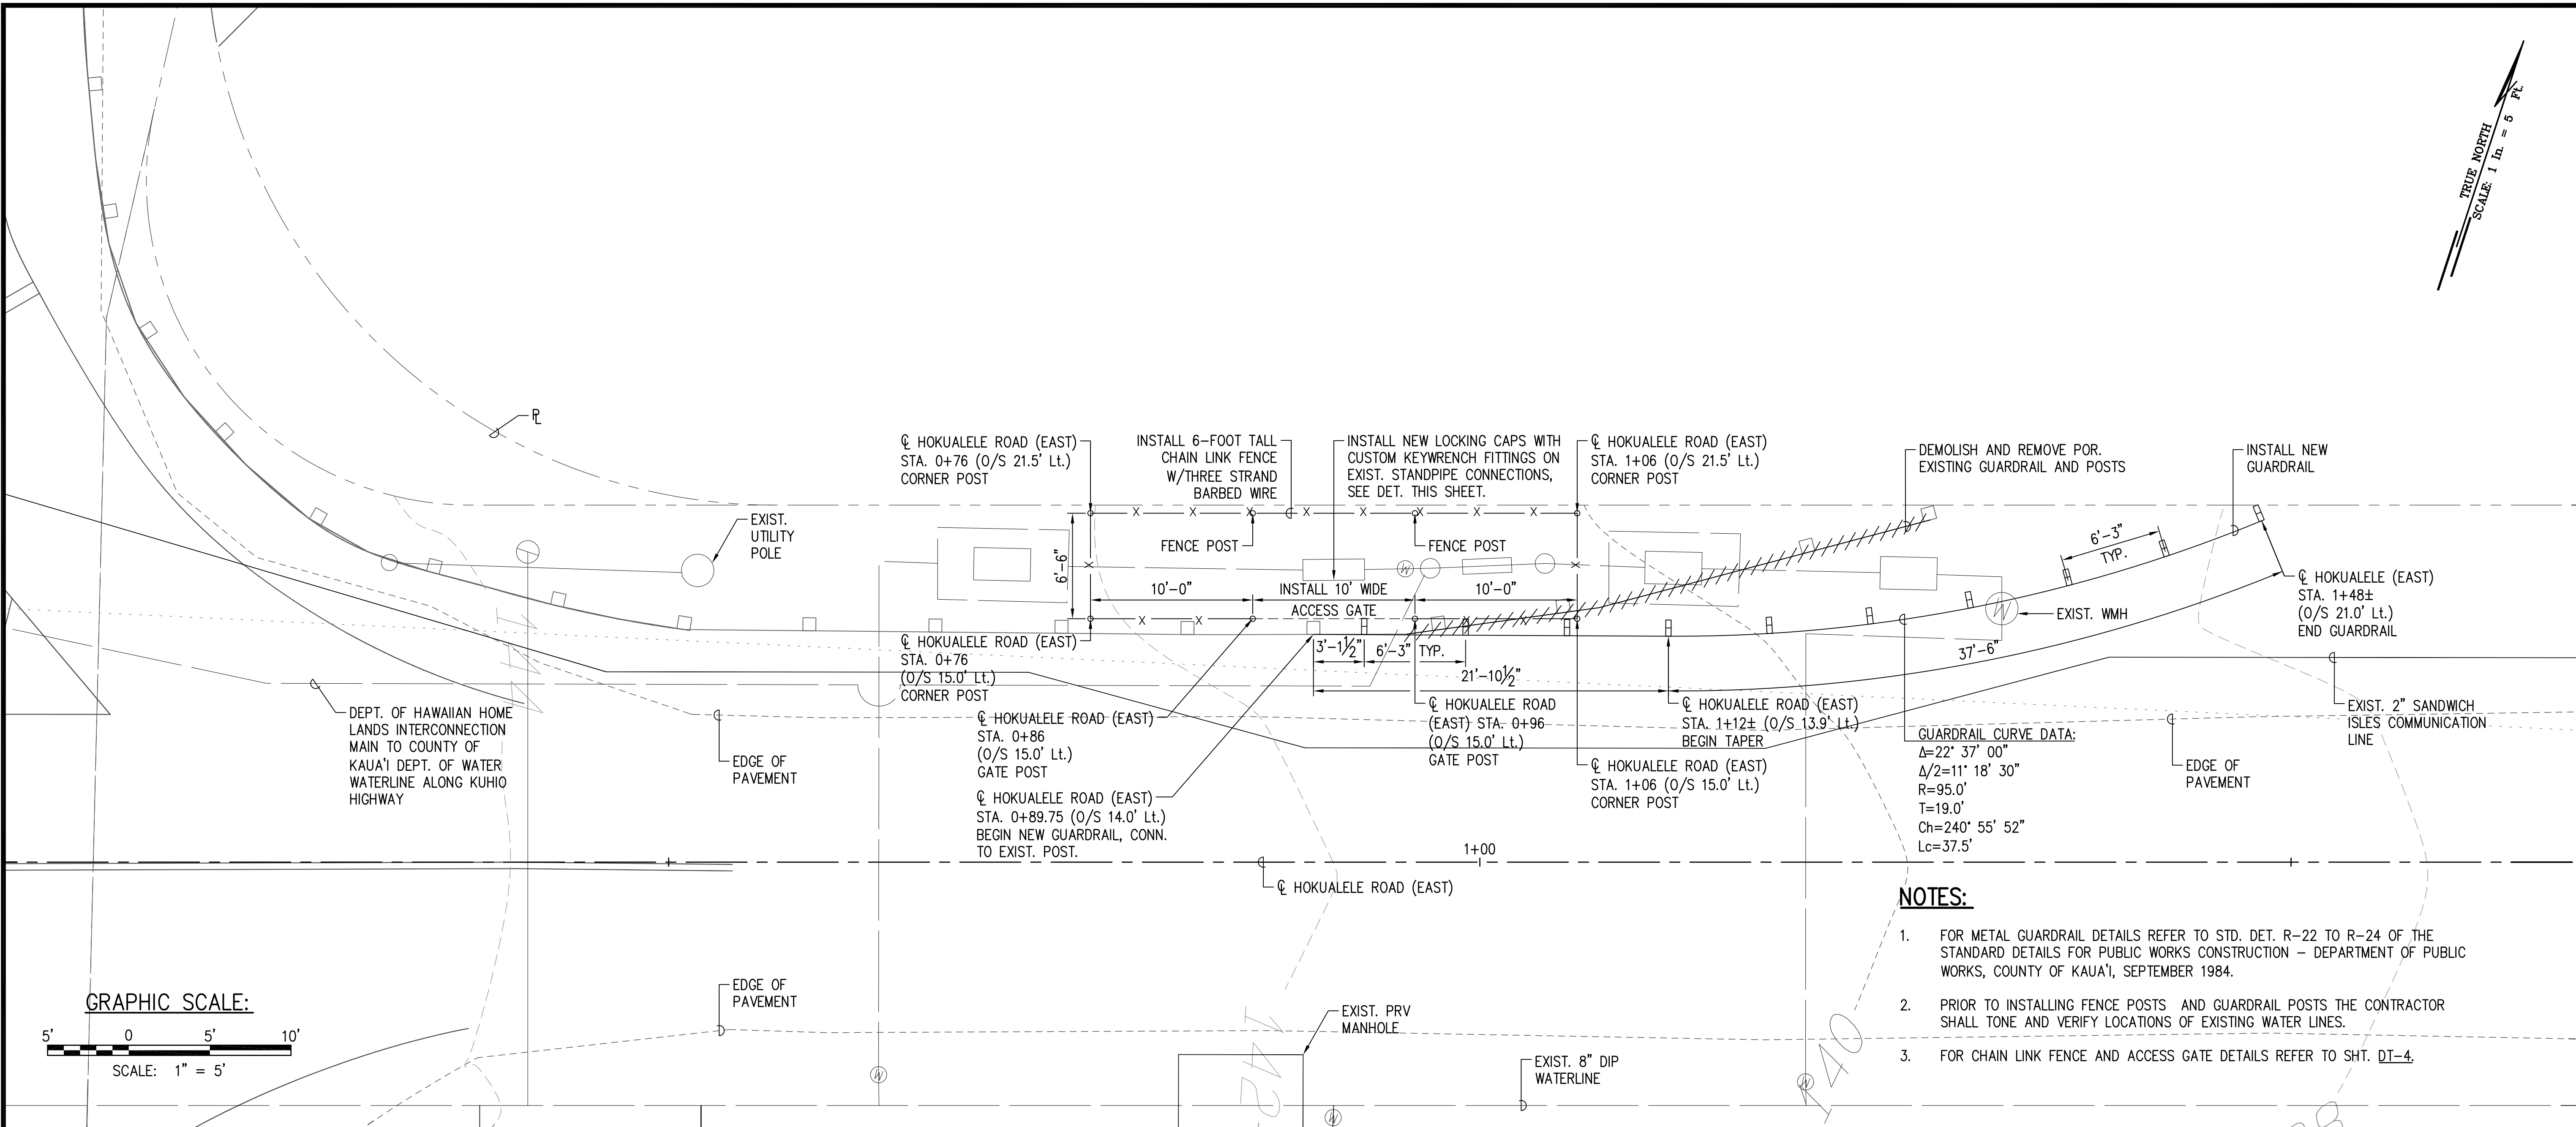 TRUE NORTH
SCALE: 1 In. = 5 Ft.
℄ HOKUALELE ROAD (EAST)
STA. 0+76 (O/S 21.5' Lt.)
CORNER POST
INSTALL 6-FOOT TALL
CHAIN LINK FENCE
W/THREE STRAND
BARBED WIRE
INSTALL NEW LOCKING CAPS WITH
CUSTOM KEYWRENCH FITTINGS ON
EXIST. STANDPIPE CONNECTIONS,
SEE DET. THIS SHEET.
℄ HOKUALELE ROAD (EAST)
STA. 1+06 (O/S 21.5' Lt.)
CORNER POST
DEMOLISH AND REMOVE POR.
EXISTING GUARDRAIL AND POSTS
INSTALL NEW
GUARDRAIL
PL
EXIST.
UTILITY
POLE
FENCE POST
FENCE POST
6'-6"
10'-0"
INSTALL 10' WIDE
ACCESS GATE
10'-0"
6'-3"
TYP.
℄ HOKUALELE (EAST)
STA. 1+48±
(O/S 21.0' Lt.)
END GUARDRAIL
W
W
EXIST. WMH
37'-6"
℄ HOKUALELE ROAD (EAST)
STA. 0+76
(O/S 15.0' Lt.)
CORNER POST
3'-1½"
6'-3" TYP.
21'-10½"
DEPT. OF HAWAIIAN HOME
LANDS INTERCONNECTION
MAIN TO COUNTY OF
KAUA'I DEPT. OF WATER
WATERLINE ALONG KUHIO
HIGHWAY
EDGE OF
PAVEMENT
℄ HOKUALELE ROAD (EAST)
STA. 0+86
(O/S 15.0' Lt.)
GATE POST
℄ HOKUALELE ROAD
(EAST) STA. 0+96
(O/S 15.0' Lt.)
GATE POST
℄ HOKUALELE ROAD (EAST)
STA. 1+12± (O/S 13.9' Lt.)
BEGIN TAPER
℄ HOKUALELE ROAD (EAST)
STA. 1+06 (O/S 15.0' Lt.)
CORNER POST
℄ HOKUALELE ROAD (EAST)
STA. 0+89.75 (O/S 14.0' Lt.)
BEGIN NEW GUARDRAIL, CONN.
TO EXIST. POST.
GUARDRAIL CURVE DATA:
Δ=22° 37' 00"
Δ/2=11° 18' 30"
R=95.0'
T=19.0'
Ch=240° 55' 52"
Lc=37.5'
EDGE OF
PAVEMENT
EXIST. 2" SANDWICH
ISLES COMMUNICATION
LINE
1+00
℄ HOKUALELE ROAD (EAST)
NOTES:
1. FOR METAL GUARDRAIL DETAILS REFER TO STD. DET. R-22 TO R-24 OF THE
STANDARD DETAILS FOR PUBLIC WORKS CONSTRUCTION – DEPARTMENT OF PUBLIC
WORKS, COUNTY OF KAUA'I, SEPTEMBER 1984.
2. PRIOR TO INSTALLING FENCE POSTS AND GUARDRAIL POSTS THE CONTRACTOR
SHALL TONE AND VERIFY LOCATIONS OF EXISTING WATER LINES.
3. FOR CHAIN LINK FENCE AND ACCESS GATE DETAILS REFER TO SHT. DT-4.
EDGE OF
PAVEMENT
EXIST. PRV
MANHOLE
EXIST. 8" DIP
WATERLINE
W
W
W
GRAPHIC SCALE:
5' 0 5' 10'
SCALE: 1" = 5'